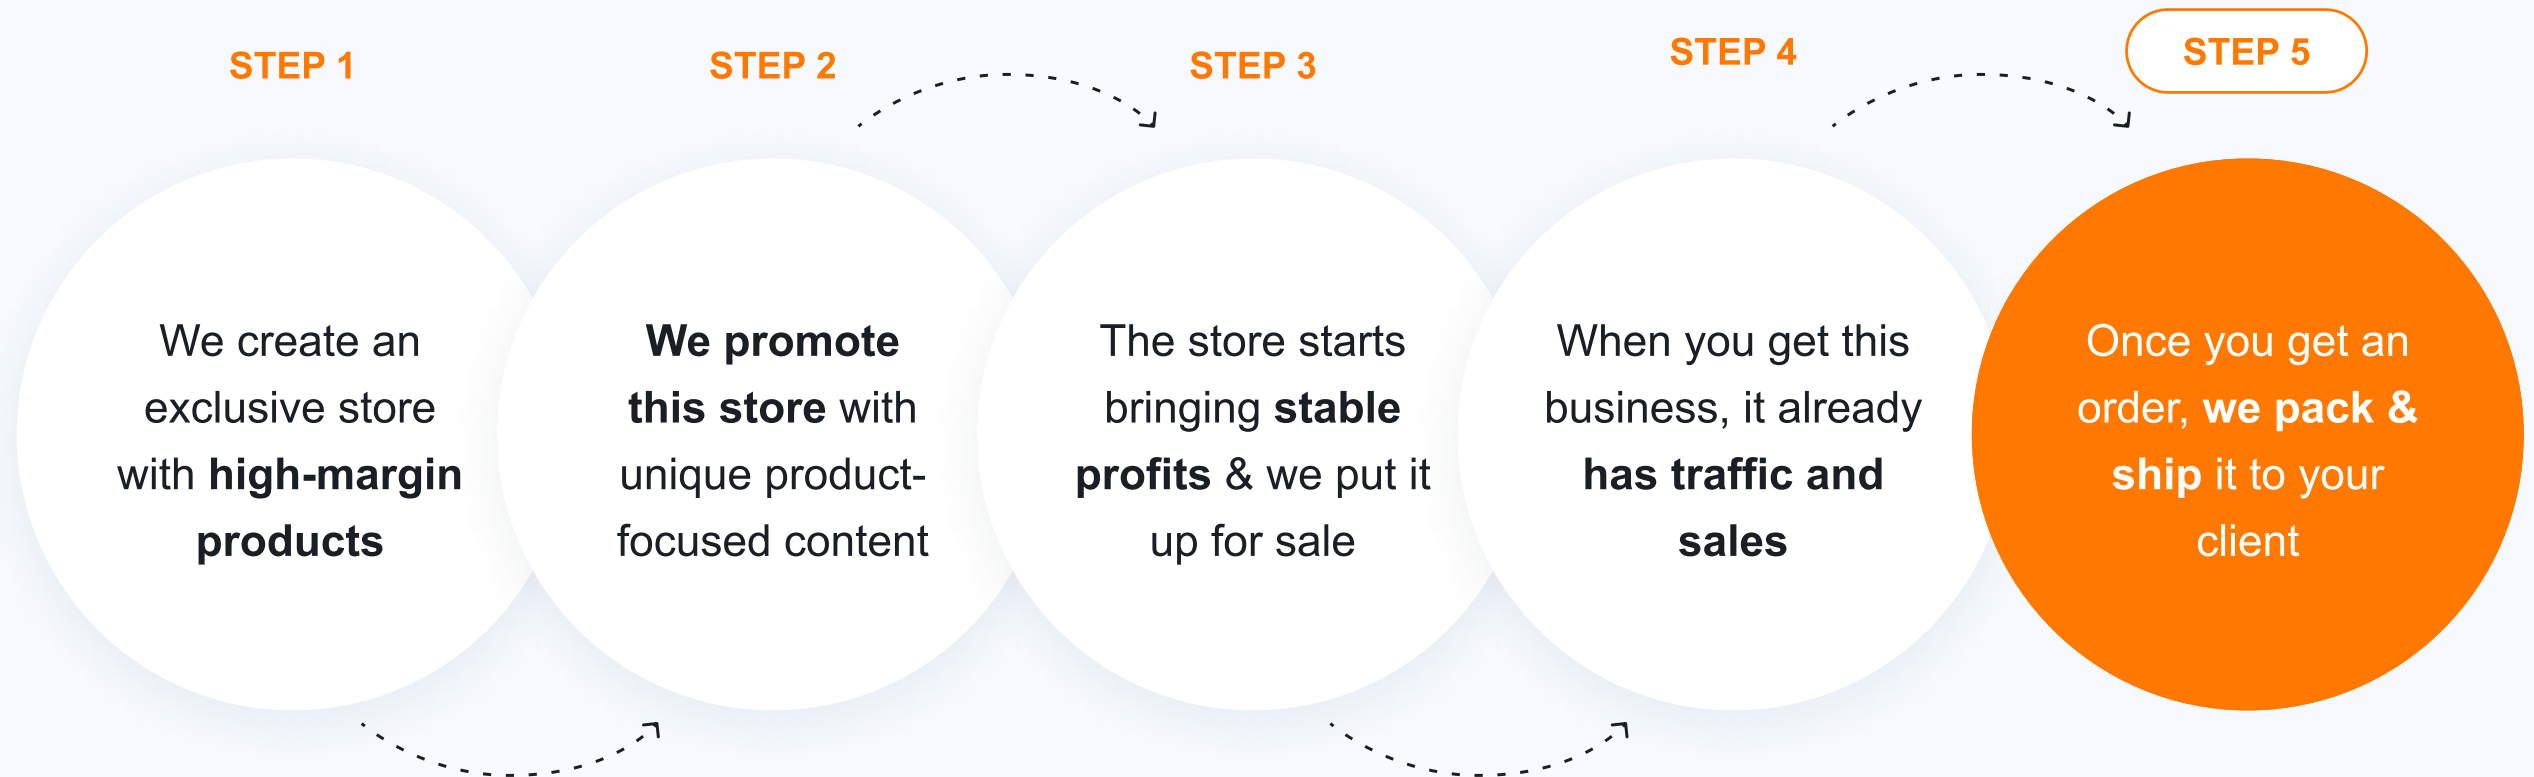 STEP 1
We create an
exclusive store
with high-margin
products
STEP 2
We promote
this store with
unique product-
focused content
STEP 3
The store starts
bringing stable
profits & we put it
up for sale
STEP 4
When you get this
business, it already
has traffic and
sales
STEP 5
Once you get an
order, we pack &
ship it to your
client